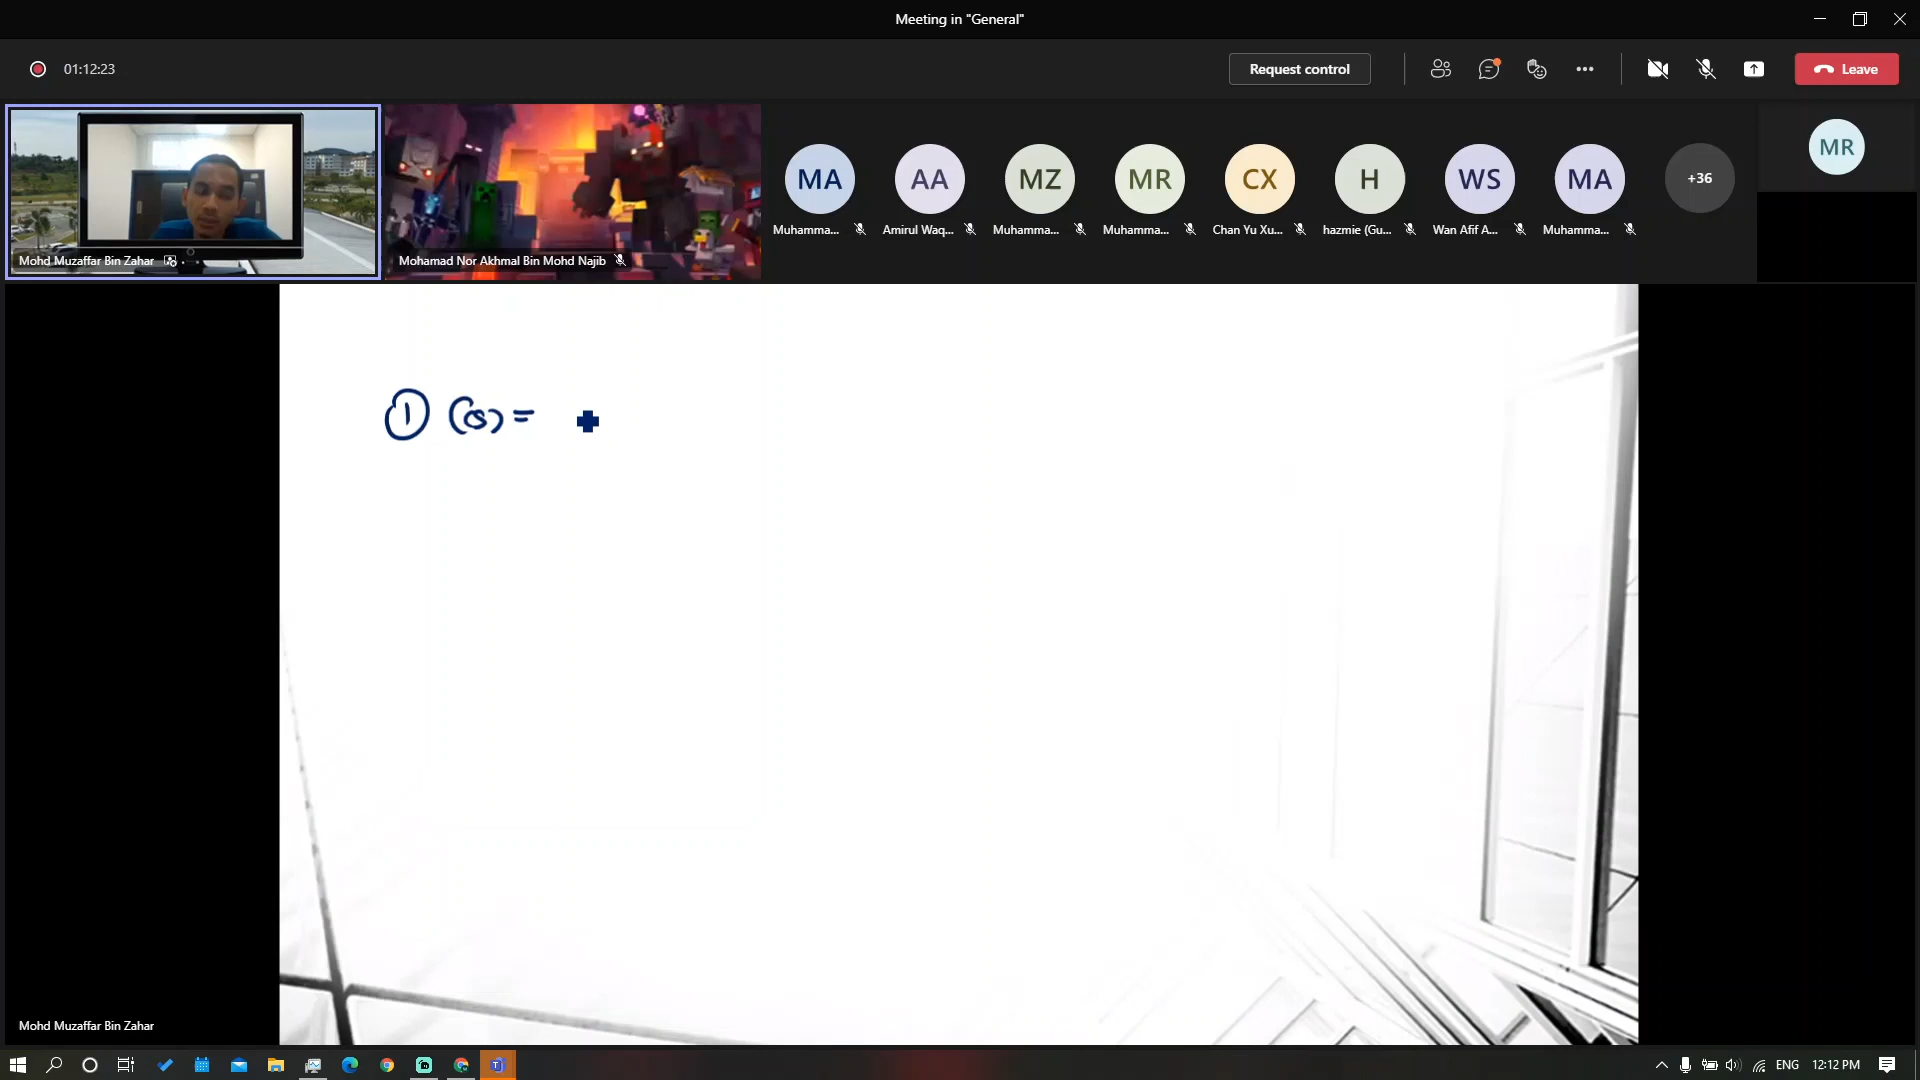 Meeting in "General"
01:12:23
Request control
Leave
MA
AA
MZ
MR
CX
H
WS
MA
+36
MR
Muhamma...
Amirul Waq...
Muhamma...
Muhamma...
Chan Yu Xu...
hazmie (Gu...
Wan Afif A...
Muhamma...
Mohd Muzaffar Bin Zahar
Mohamad Nor Akhmal Bin Mohd Najib
① (s) =
Mohd Muzaffar Bin Zahar
ENG
12:12 PM